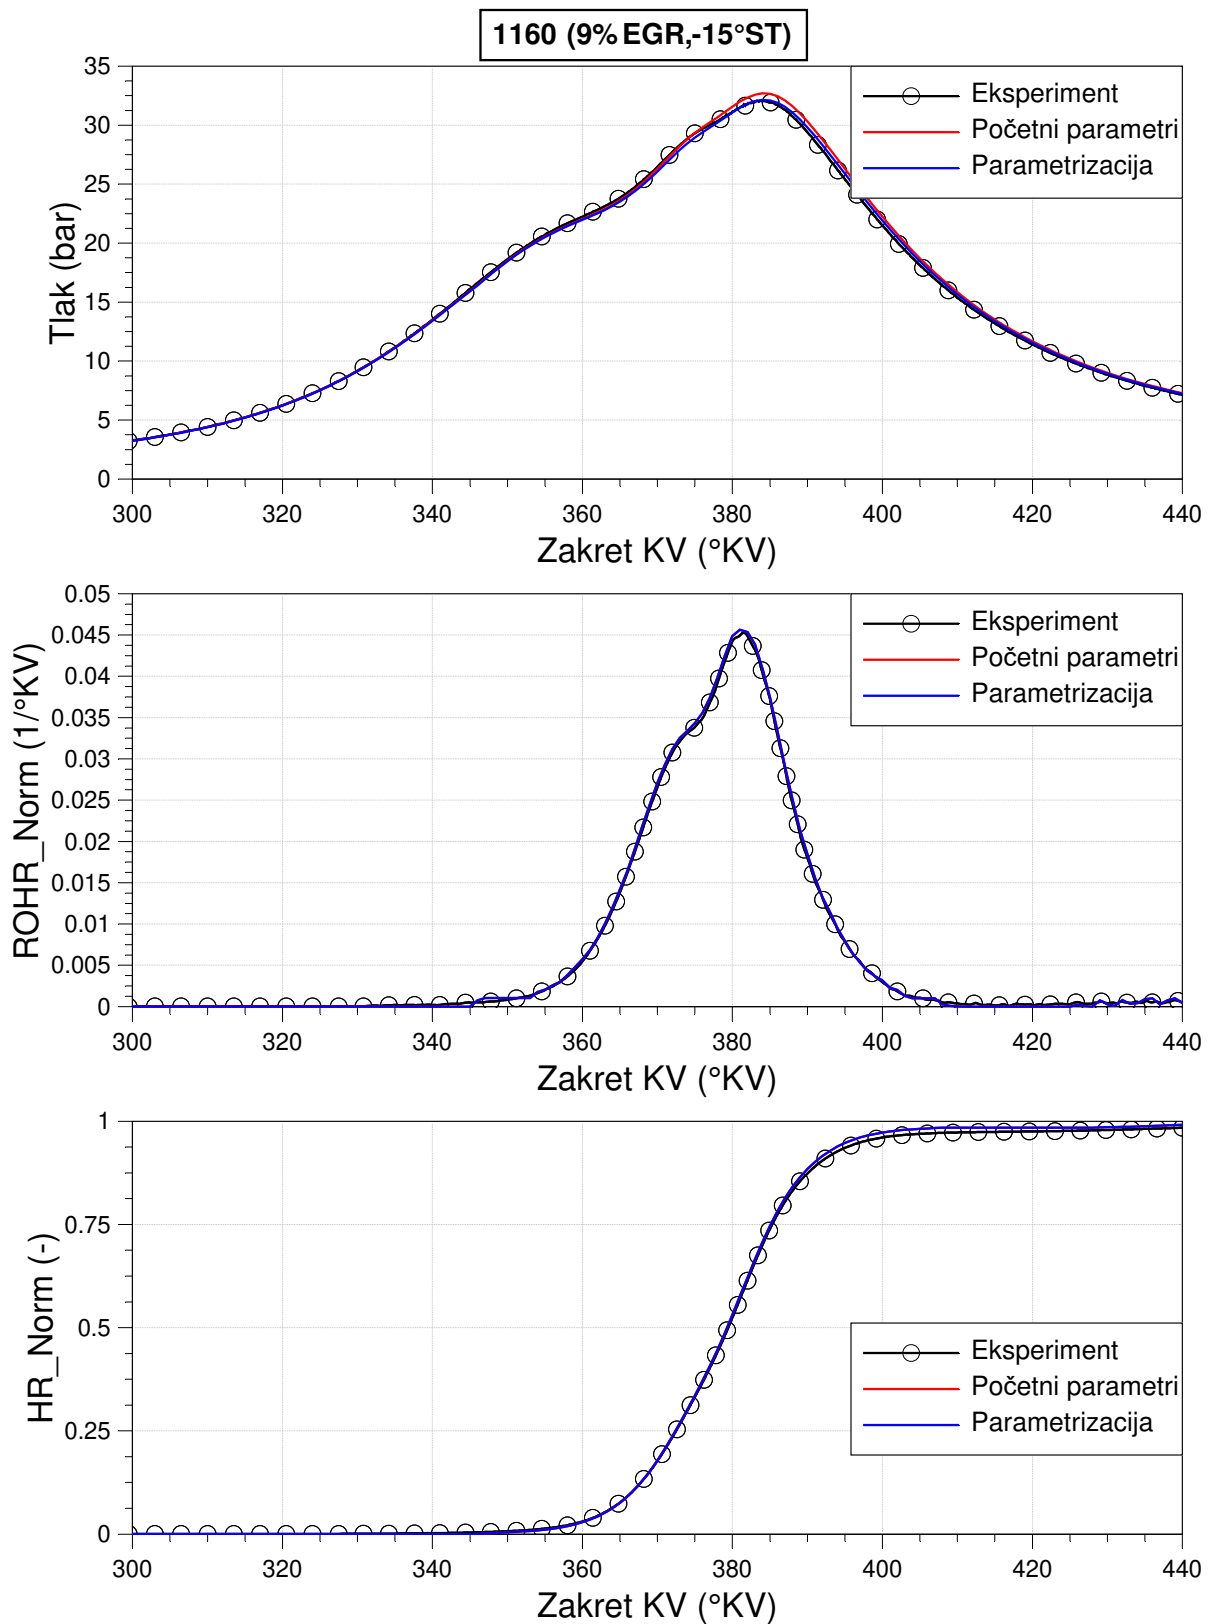 1160 (9% EGR,-15°ST)
35
30
25
20
15
10
5
0
Tlak (bar)
Eksperiment
Početni parametri
Parametrizacija
300 320 340 360 380 400 420 440
Zakret KV (°KV)
0.05
0.045
0.04
0.035
0.03
0.025
0.02
0.015
0.01
0.005
0
ROHR_Norm (1/°KV)
Eksperiment
Početni parametri
Parametrizacija
300 320 340 360 380 400 420 440
Zakret KV (°KV)
1
0.75
0.5
0.25
0
HR_Norm (-)
Eksperiment
Početni parametri
Parametrizacija
300 320 340 360 380 400 420 440
Zakret KV (°KV)